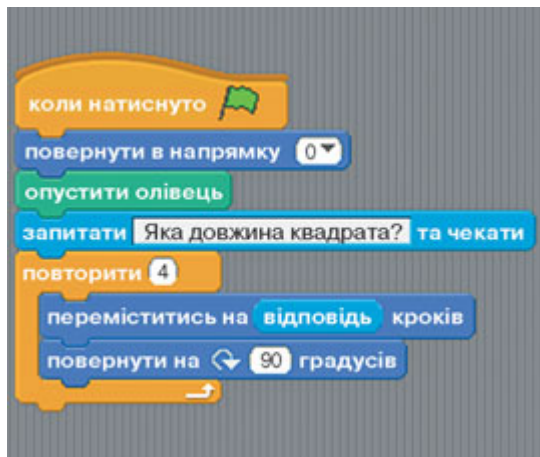 коли натиснуто
повернути в напрямку 0
опустити олівець
запитати Яка довжина квадрата? та чекати
повторити 4
переміститись на відповідь кроків
повернути на 90 градусів